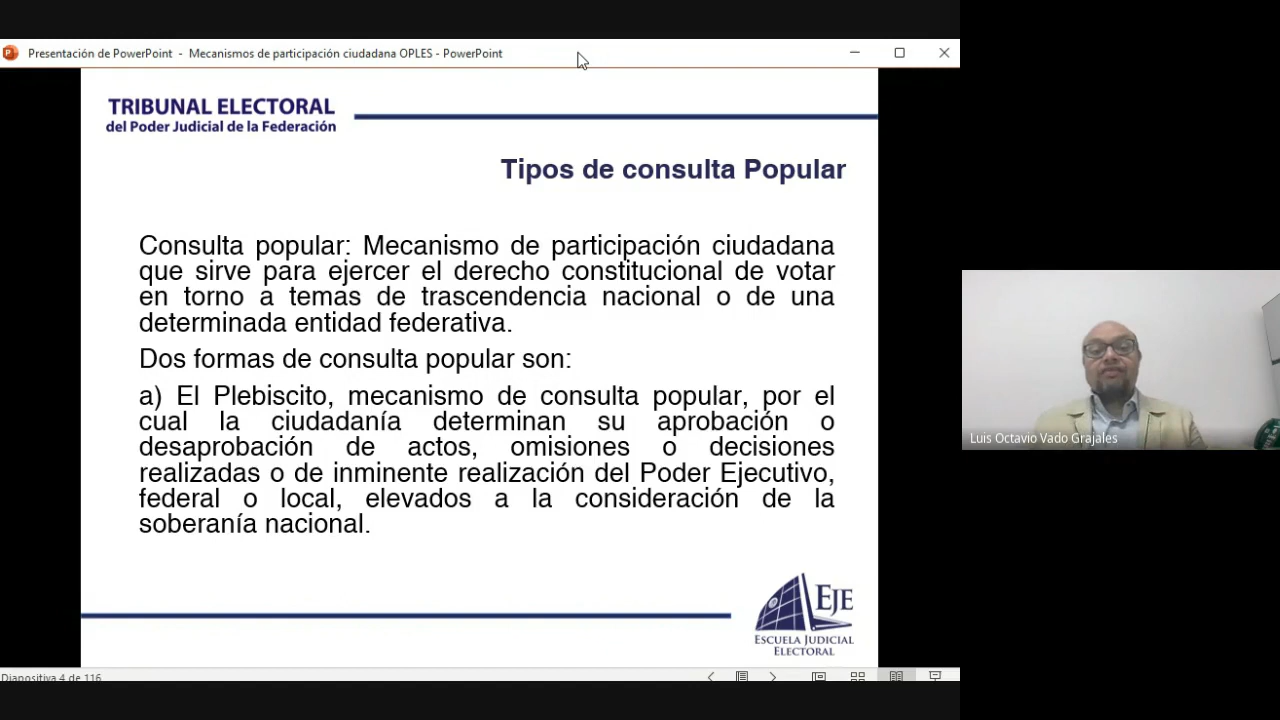 Presentación de PowerPoint - Mecanismos de participación ciudadana OPLES - PowerPoint
TRIBUNAL ELECTORAL
del Poder Judicial de la Federación
Tipos de consulta Popular
Consulta popular: Mecanismo de participación ciudadana
que sirve para ejercer el derecho constitucional de votar
en torno a temas de trascendencia nacional o de una
determinada entidad federativa.
Dos formas de consulta popular son:
a) El Plebiscito, mecanismo de consulta popular, por el
cual la ciudadanía determinan su aprobación o
desaprobación de actos, omisiones o decisiones
realizadas o de inminente realización del Poder Ejecutivo,
federal o local, elevados a la consideración de la
soberanía nacional.
EJE
ESCUELA JUDICIAL
ELECTORAL
Diapositiva 4 de 116
Luis Octavio Vado Grajales